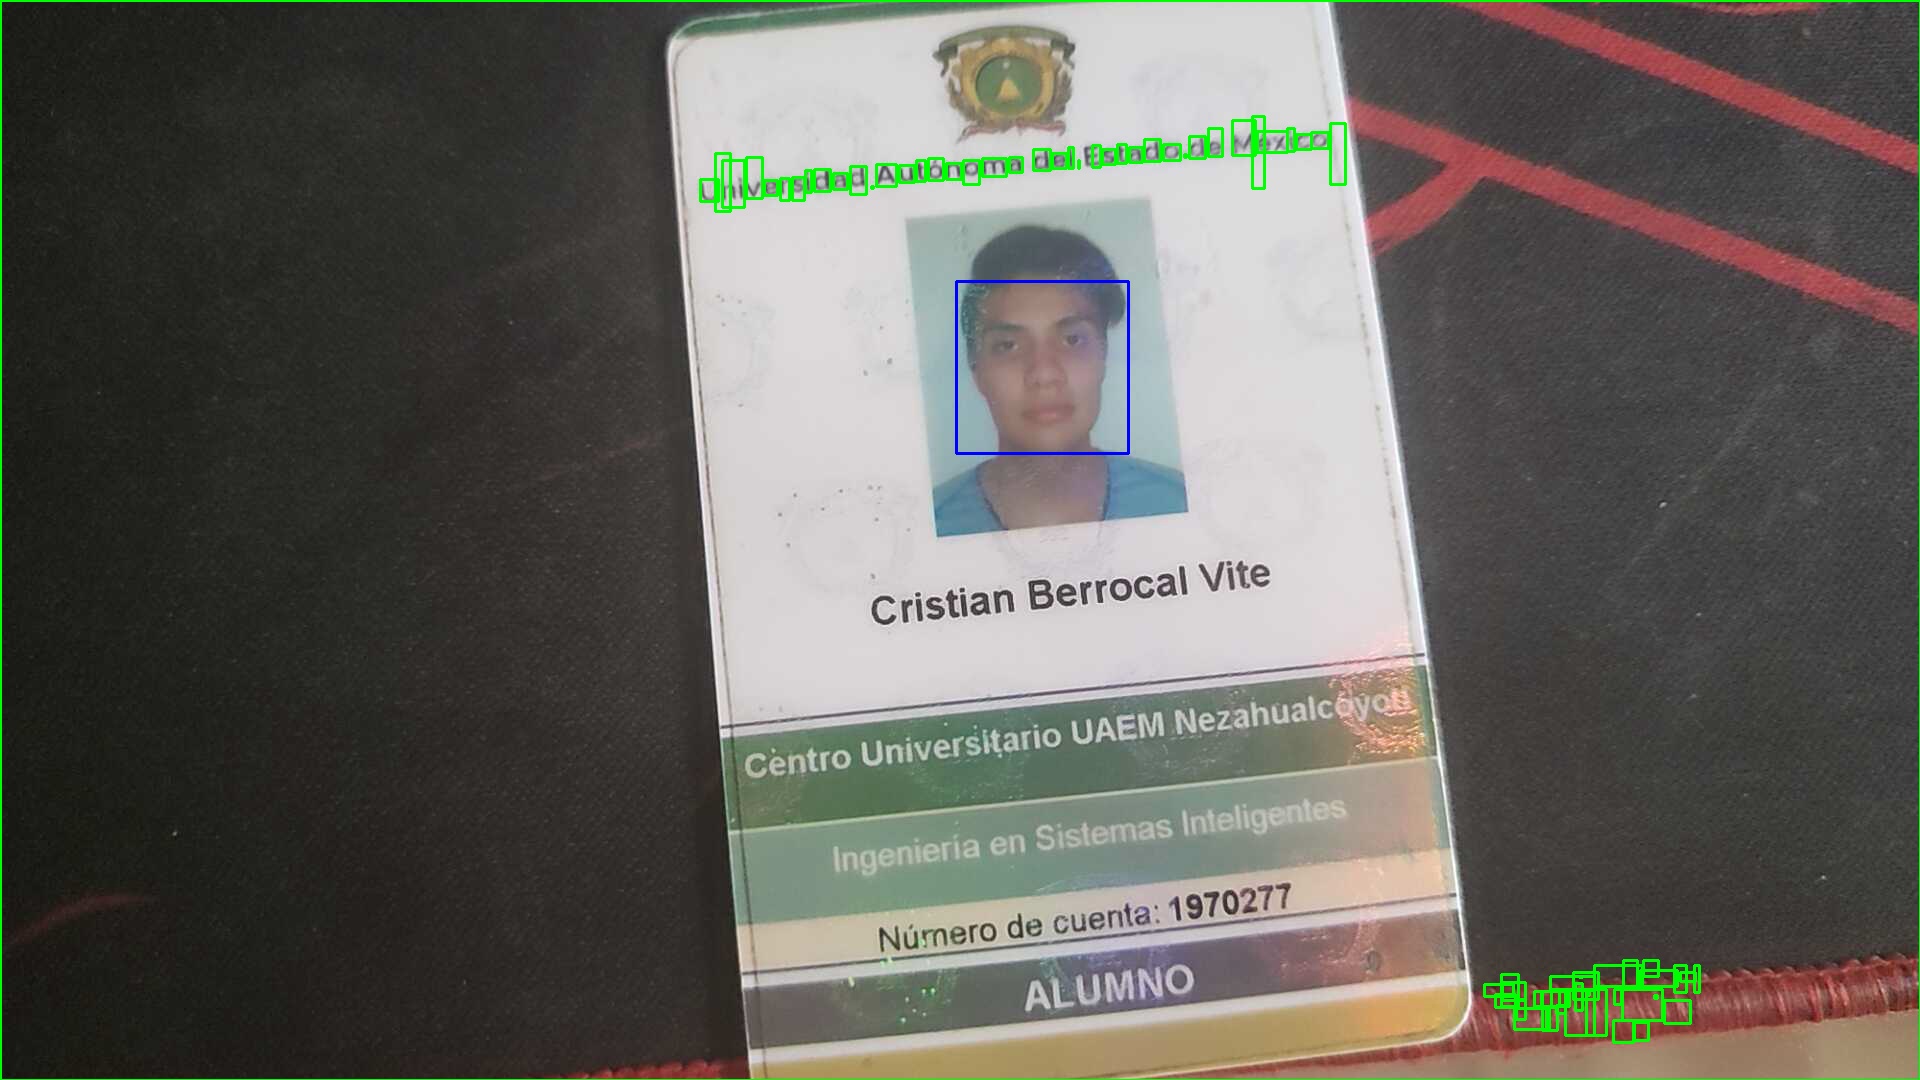 Universidad Autónoma del Estado de México
Cristian Berrocal Vite
Centro Universitario UAEM Nezahualcóyotl
Ingeniería en Sistemas Inteligentes
Número de cuenta: 1970277
ALUMNO